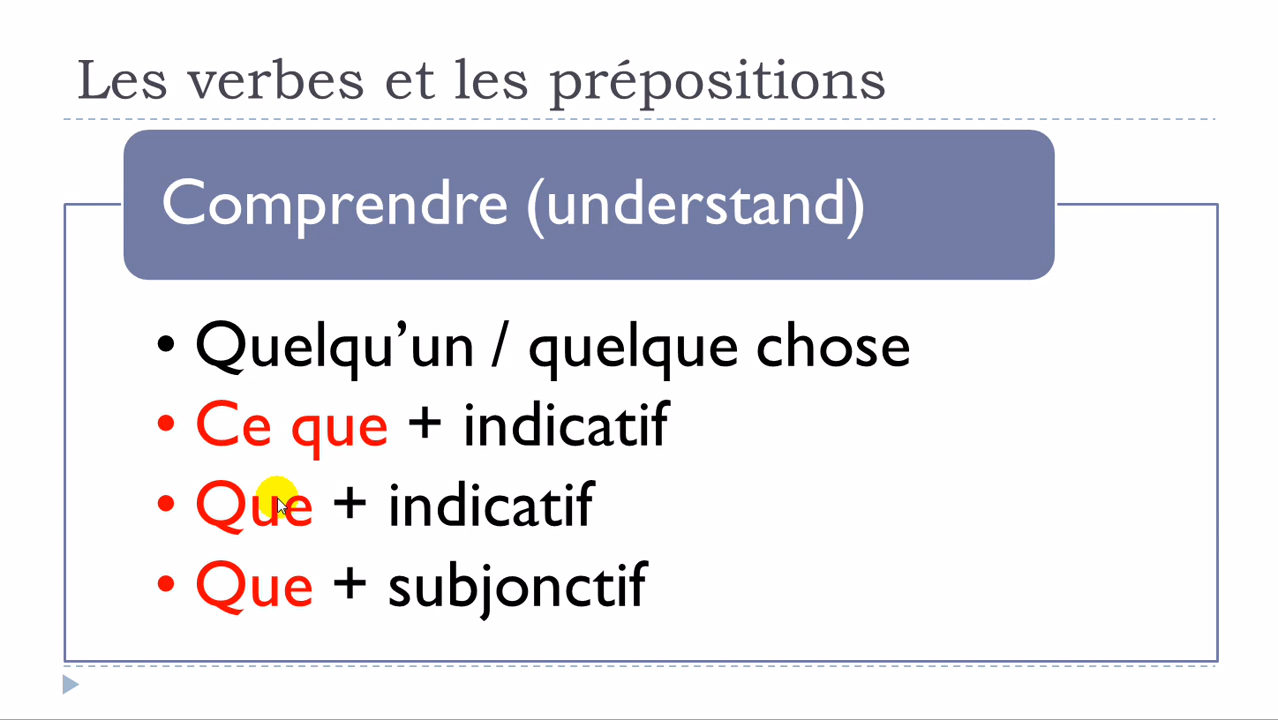 Les verbes et les prépositions
Comprendre (understand)
• Quelqu’un / quelque chose
• Ce que + indicatif
• Que + indicatif
• Que + subjonctif